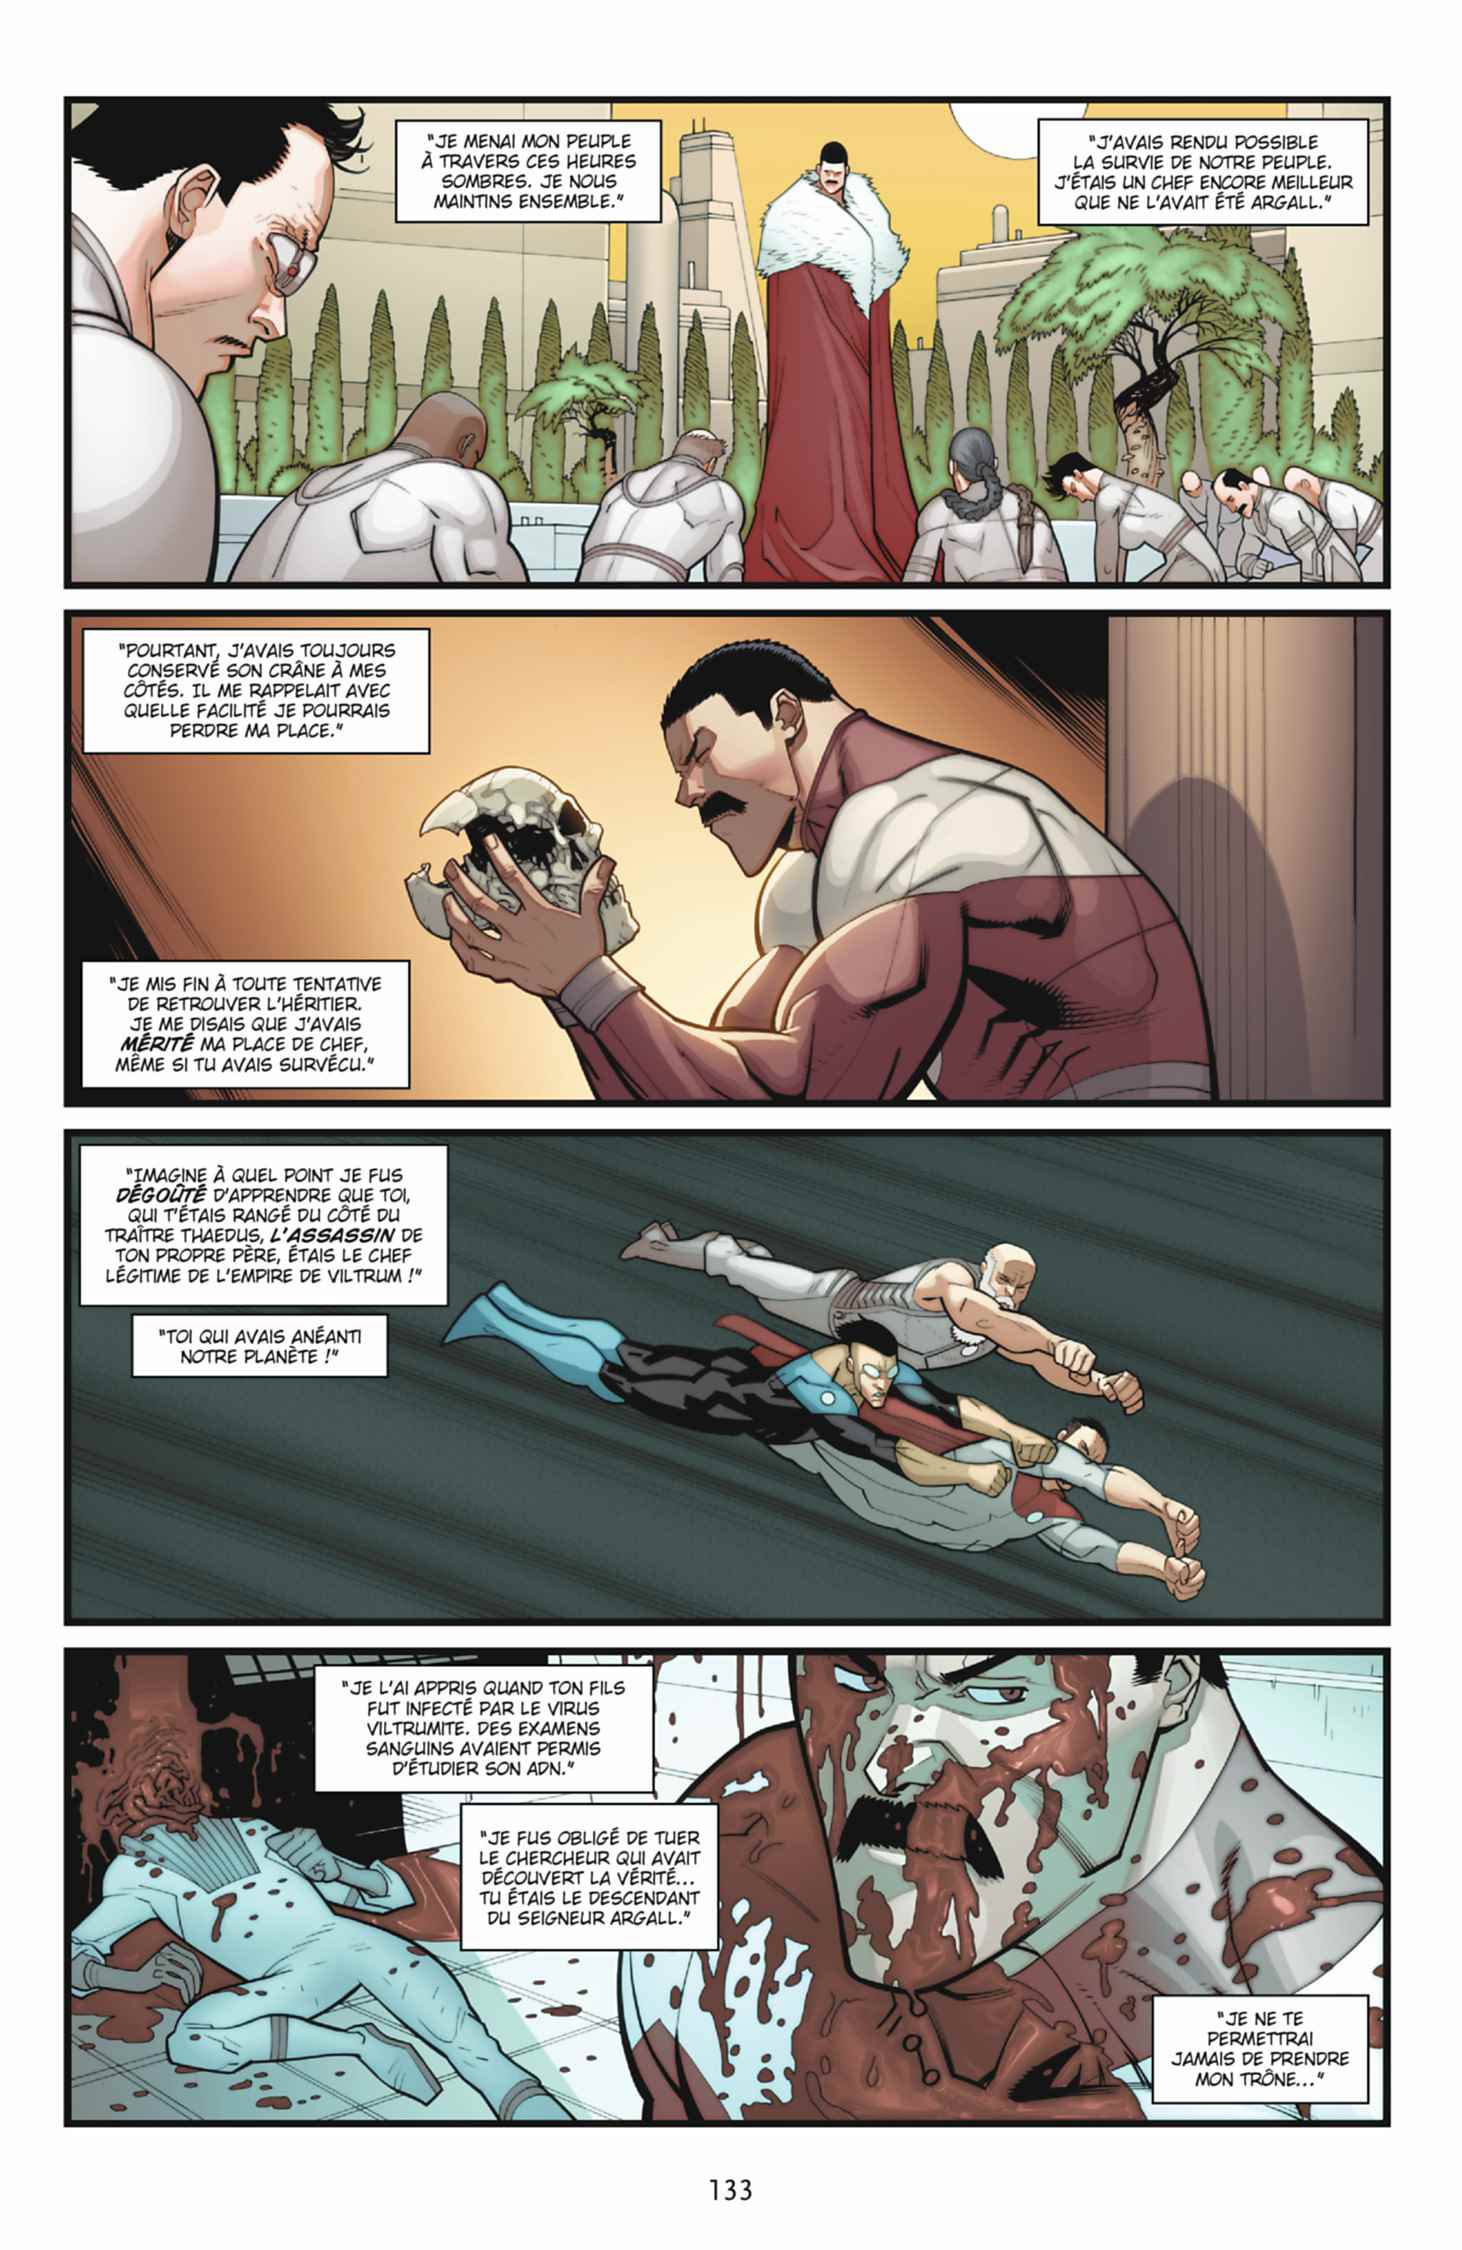 "JE MENAI MON PEUPLE
À TRAVERS CES HEURES
SOMBRES. JE NOUS
MAINTINS ENSEMBLE."
"J'AVAIS RENDU POSSIBLE
LA SURVIE DE NOTRE PEUPLE.
J'ÉTAIS UN CHEF ENCORE MEILLEUR
QUE NE L'AVAIT ÉTÉ ARGALL."
"POURTANT, J'AVAIS TOUJOURS
CONSERVÉ SON CRÂNE À MES
CÔTÉS. IL ME RAPPELAIT AVEC
QUELLE FACILITÉ JE POURRAIS
PERDRE MA PLACE."
"JE MIS FIN À TOUTE TENTATIVE
DE RETROUVER L'HÉRITIER.
JE ME DISAIS QUE J'AVAIS
MÉRITÉ MA PLACE DE CHEF,
MÊME SI TU AVAIS SURVÉCU."
"IMAGINE À QUEL POINT JE FUS
DÉGOÛTÉ D'APPRENDRE QUE TOI,
QUI T'ÉTAIS RANGÉ DU CÔTÉ DU
TRAÎTRE THAEDUS, L'ASSASSIN DE
TON PROPRE PÈRE, ÉTAIS LE CHEF
LÉGITIME DE L'EMPIRE DE VILTRUM !"
"TOI QUI AVAIS ANÉANTI
NOTRE PLANÈTE !"
"JE L'AI APPRIS QUAND TON FILS
FUT INFECTÉ PAR LE VIRUS
VILTRUMITE. DES EXAMENS
SANGUINS AVAIENT PERMIS
D'ÉTUDIER SON ADN."
"JE FUS OBLIGÉ DE TUER
LE CHERCHEUR QUI AVAIT
DÉCOUVERT LA VÉRITÉ...
TU ÉTAIS LE DESCENDANT
DU SEIGNEUR ARGALL."
"JE NE TE
PERMETTRAI
JAMAIS DE PRENDRE
MON TRÔNE..."
133